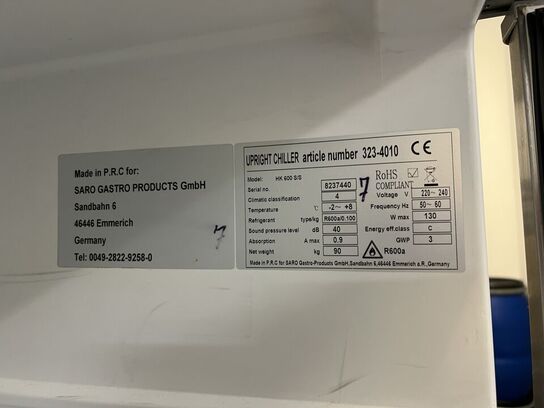 Made in P.R.C for:
SARO GASTRO PRODUCTS GmbH
Sandbahn 6
46446 Emmerich
Germany
Tel: 0049-2822-9258-0
7
UPRIGHT CHILLER article number 323-4010 CE
Model: HK 600 S/S
Serial no. 8237440
Climatic classification 4
Temperature °C -2~ +8
Refrigerant type/kg R600a/0.100
Sound pressure level dB 40
Absorption A max 0.9
Net weight kg 90
7
RoHS
COMPLIANT
Voltage V 220~ 240
Frequency Hz 50~ 60
W max 130
Energy eff.class C
GWP 3
R600a
Made in P.R.C for SARO Gastro-Products GmbH, Sandbahn 6,46446 Emmerich a.R.,Germany